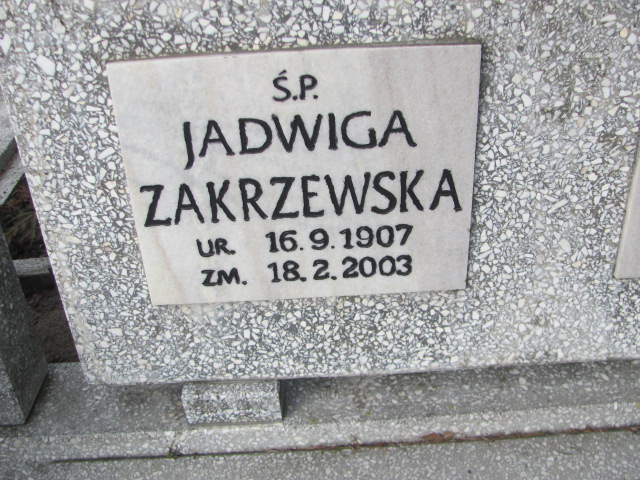 Ś.P.
JADWIGA
ZAKRZEWSKA
UR. 16.9.1907
ZM. 18.2.2003